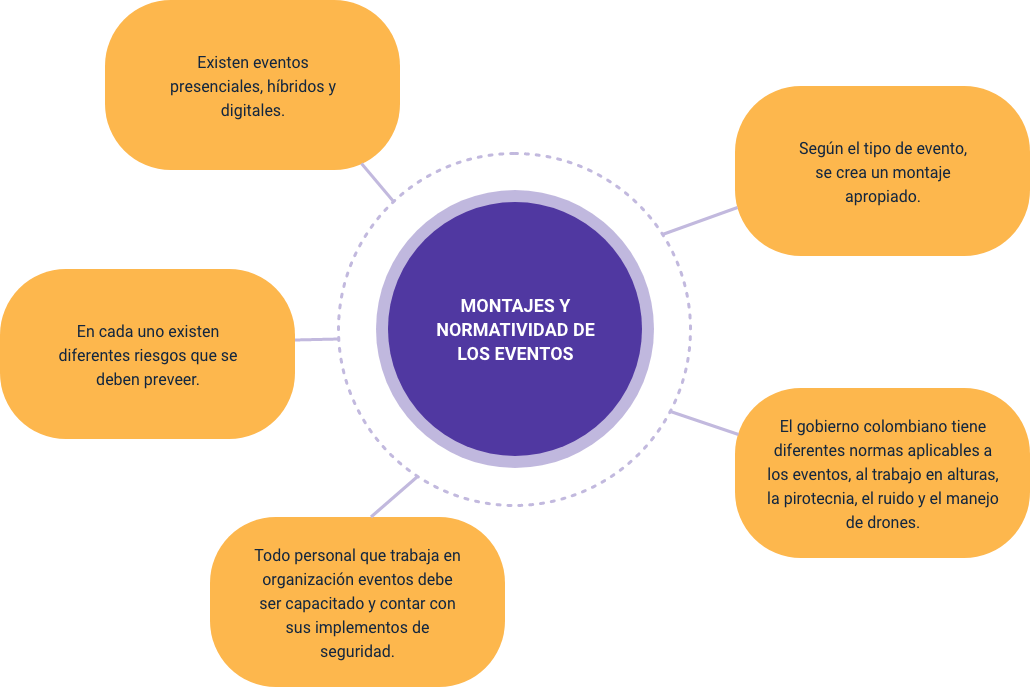 Existen eventos
presenciales, híbridos y
digitales.
Según el tipo de evento,
se crea un montaje
apropiado.
MONTAJES Y
NORMATIVIDAD DE
LOS EVENTOS
En cada uno existen
diferentes riesgos que se
deben preveer.
El gobierno colombiano tiene
diferentes normas aplicables a
los eventos, al trabajo en alturas,
la pirotecnia, el ruido y el manejo
de drones.
Todo personal que trabaja en
organización eventos debe
ser capacitado y contar con
sus implementos de
seguridad.